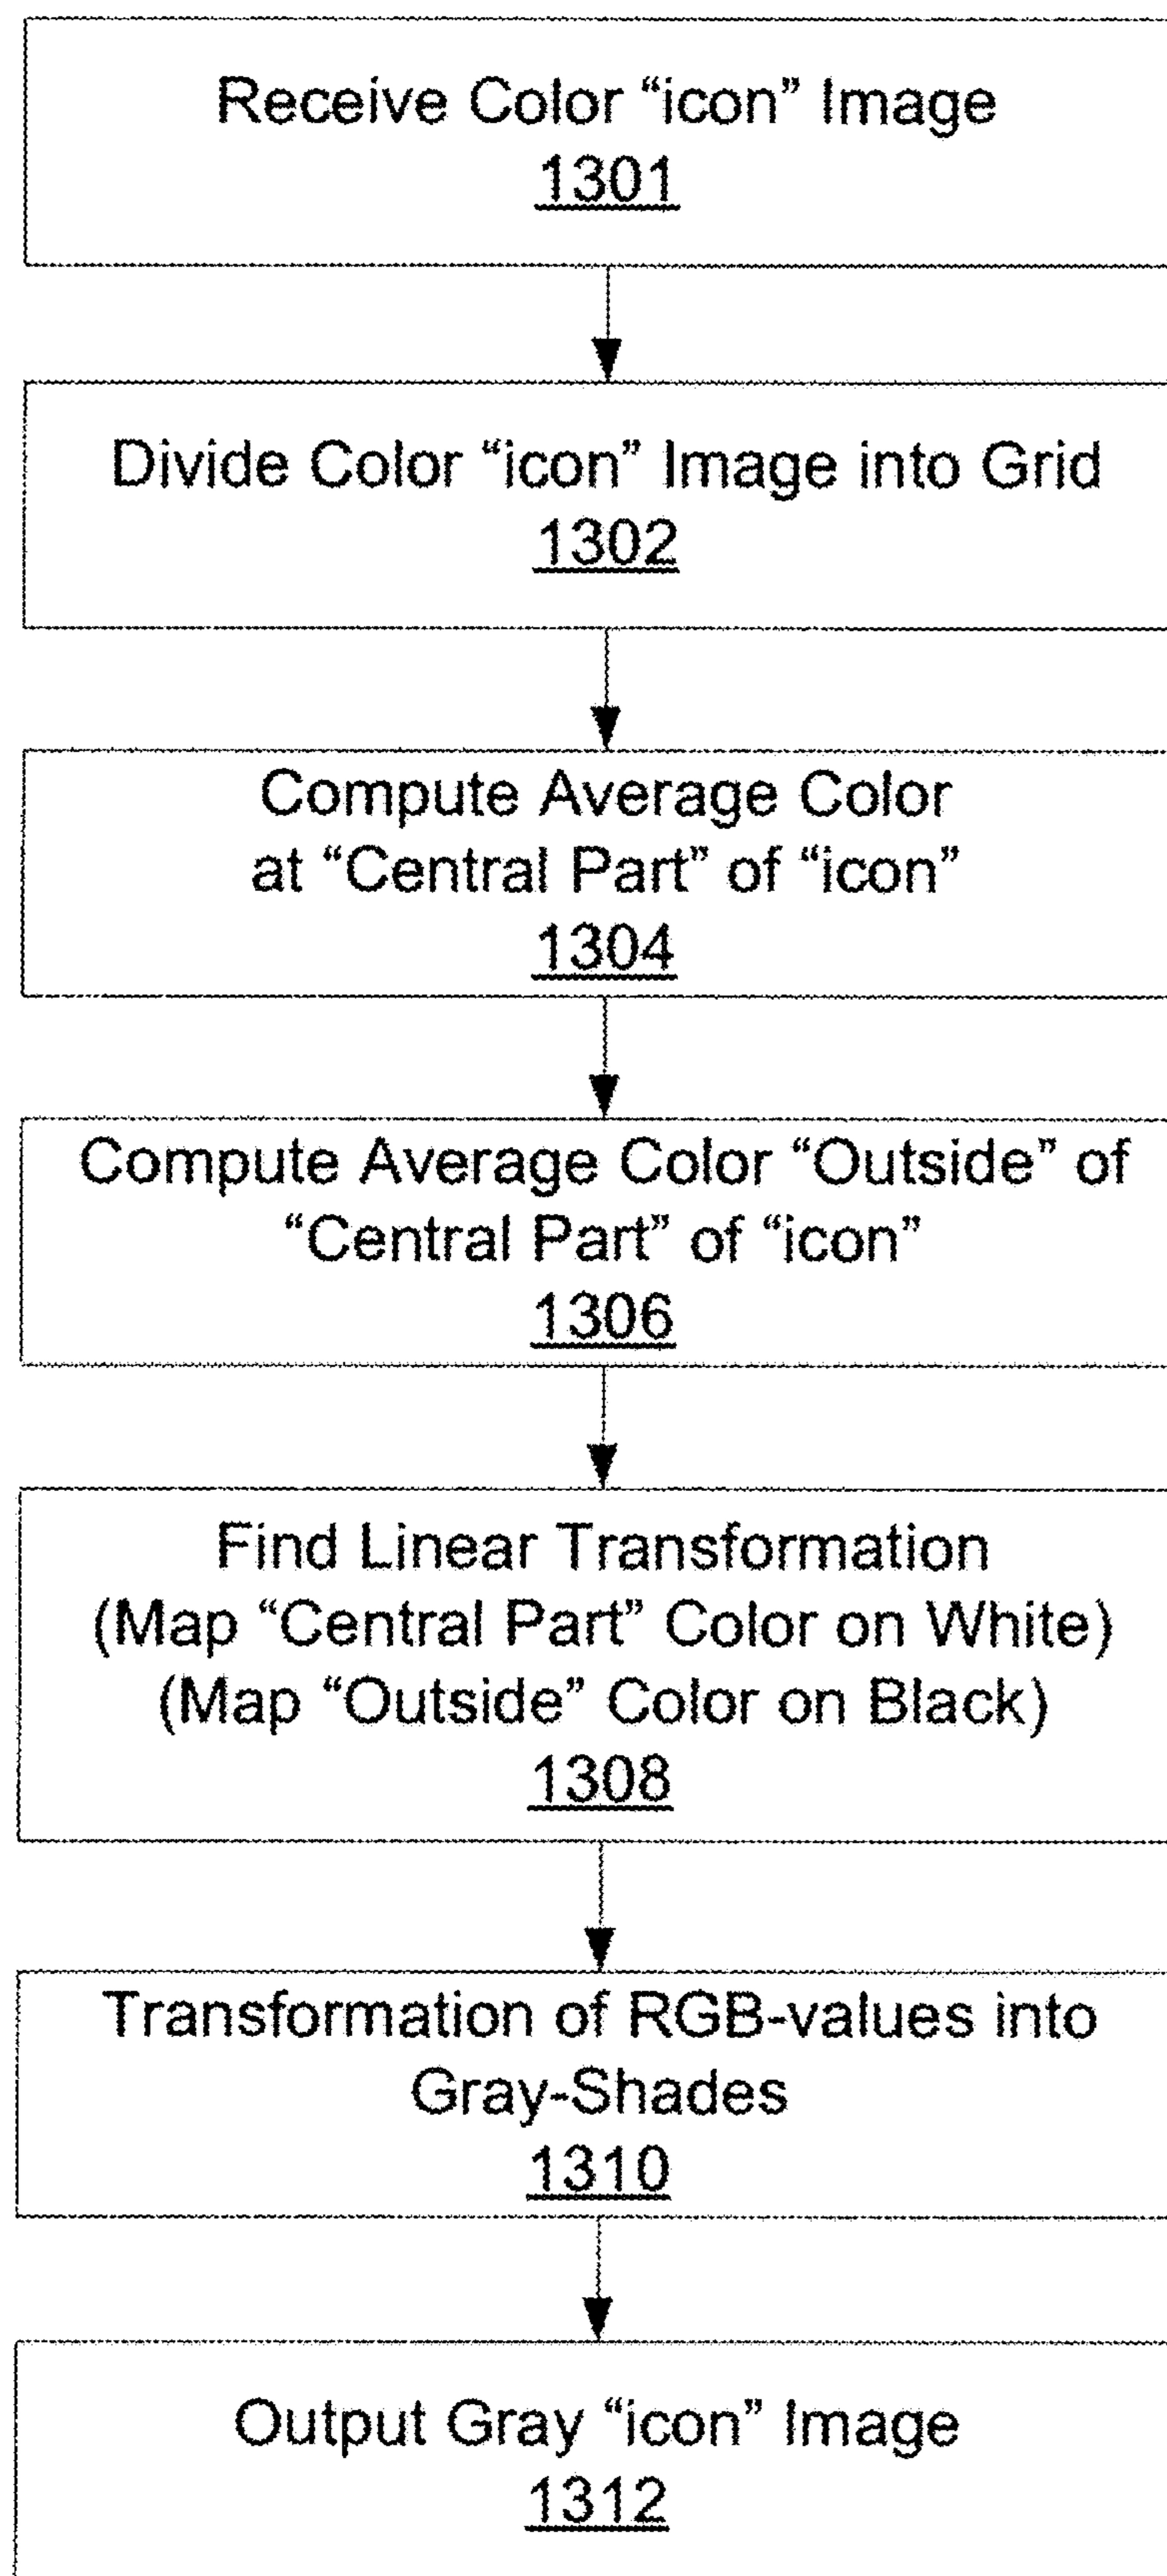 Receive Color “icon” Image
1301
Divide Color “icon” Image into Grid
1302
Compute Average Color
at “Central Part” of “icon”
1304
Compute Average Color “Outside” of
“Central Part” of “icon”
1306
Find Linear Transformation
(Map “Central Part” Color on White)
(Map “Outside” Color on Black)
1308
Transformation of RGB-values into
Gray-Shades
1310
Output Gray “icon” Image
1312